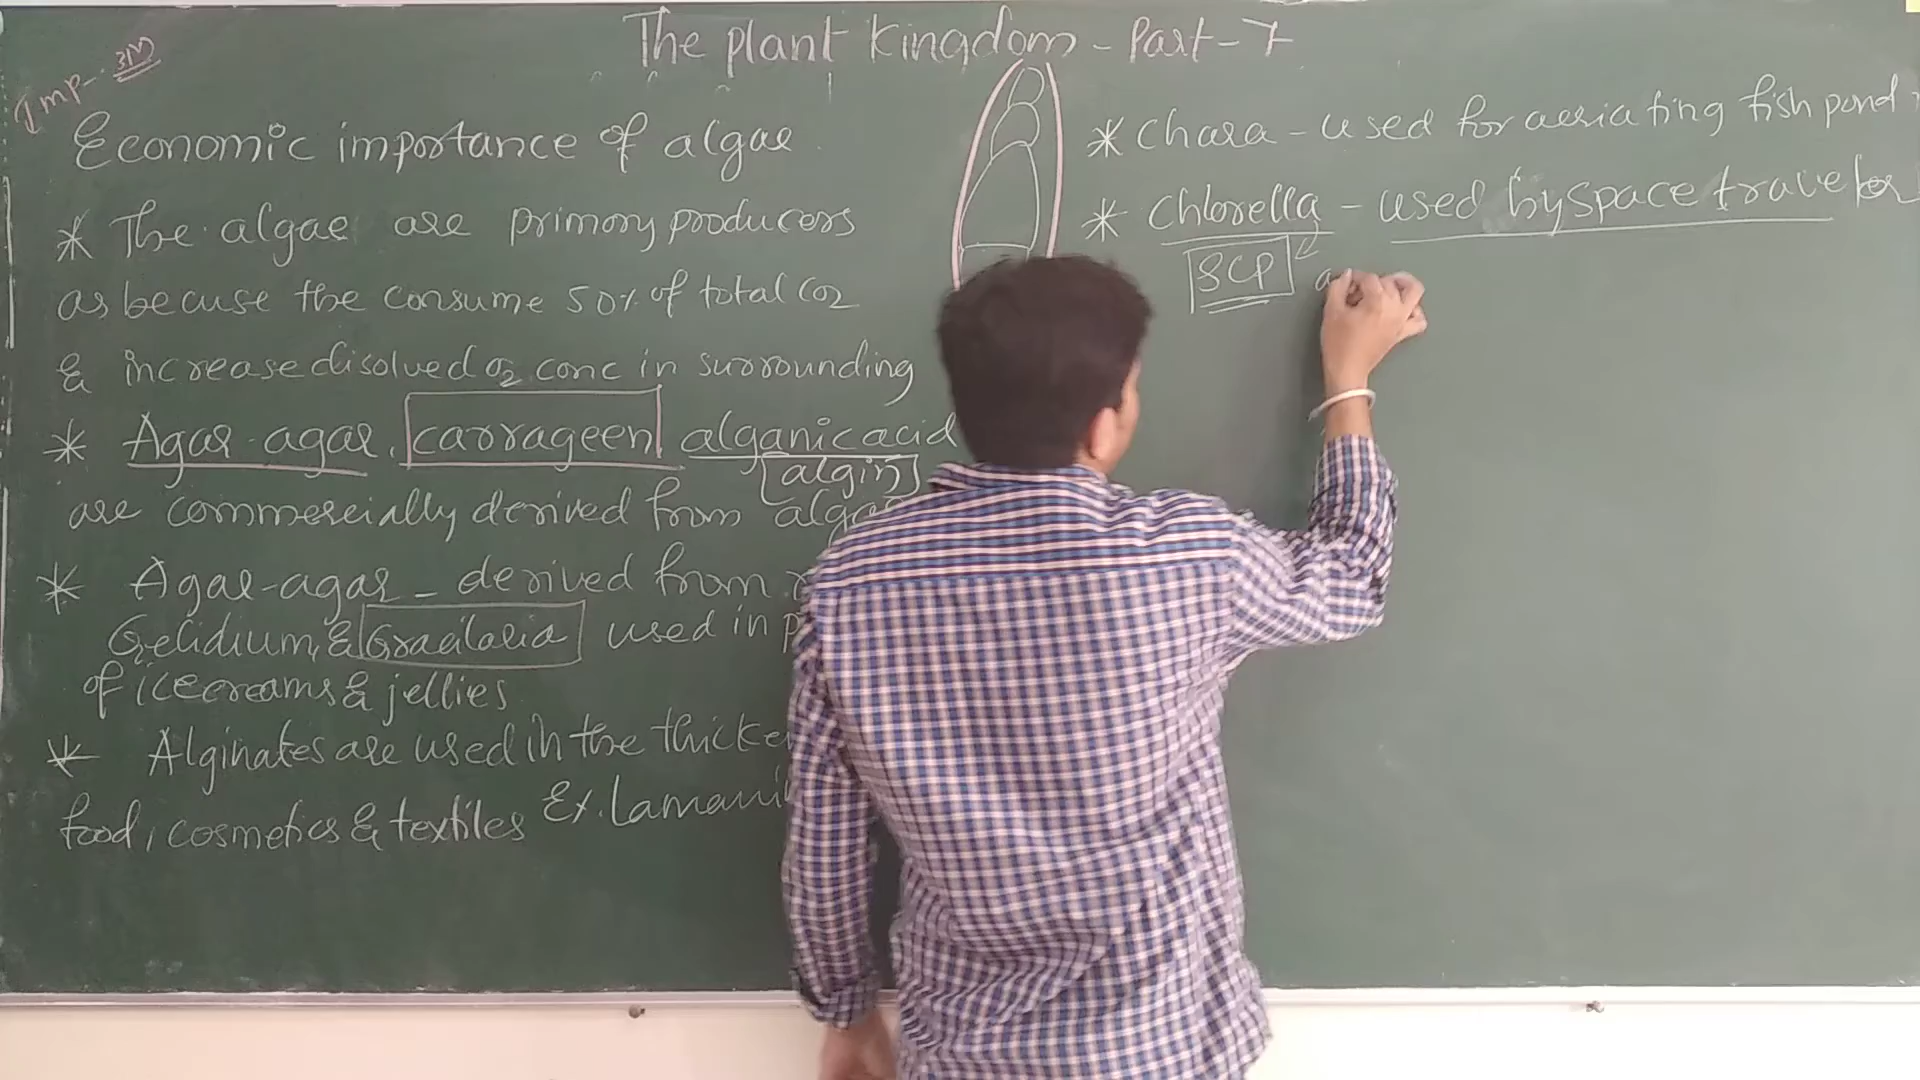 The plant Kingdom - Part-7
Imp-. 3M
Economic importance of algae
* The algae are primary producers
as becuse the consume 50% of total CO2
& increase disolved O2 conc in surrounding
* Agar-agar, carrageen alganic acid
[algin]
are commercially derived from algae
* Agar-agar - derived from
Gelidium, & Gracilaria used in
of icecreams & jellies
* Alginates are used in the
food, cosmetics & textiles Ex.
* Chara - used for aeriating fish pond
* Chlorella - used by space traveler
SCP